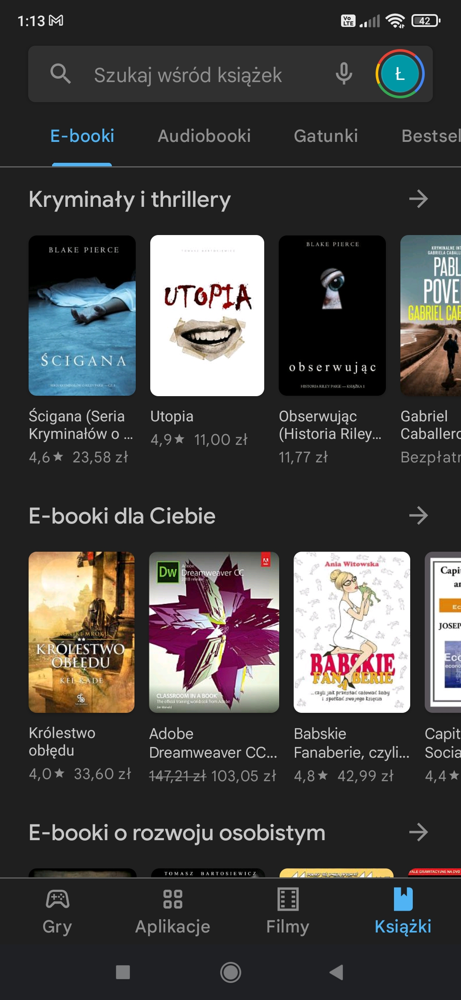 1:13
Vo LTE
42
Szukaj wśród książek
Ł
E-booki
Audiobooki
Gatunki
Bestsel
Kryminały i thrillery
BLAKE PIERCE
ŚCIGANA
SERIA KRYMINAŁÓW O RILEY PAIGE — CZ. 3
TOMASZ BARTOSIEWICZ
UTOPIA
BLAKE PIERCE
obserwując
HISTORIA RILEY PAIGE — KSIĄŻKA 1
KRYMINALNE INT
GABRIELA CABALLE
PABL
POVE
GABRIEL CAB
Ścigana (Seria
Kryminałów o ...
4,6★ 23,58 zł
Utopia
4,9★ 11,00 zł
Obserwując
(Historia Riley...
11,77 zł
Gabriel
Caballero
Bezpłatn
E-booki dla Ciebie
KRONIKI MROKU
KRÓLESTWO
OBŁĘDU
KEL KADE
Dw
Adobe
Dreamweaver CC
2018 release
Adobe
CLASSROOM IN A BOOK
The official training workbook from Adobe
Jim Maivald
Ania Witowska
BABSKIE
FANABERIE
...czyli jak przestać całować żaby
i spotkać swojego księcia
Capi
an
Ec
JOSEP
Eco
econo
Królestwo
obłędu
4,0★ 33,60 zł
Adobe
Dreamweaver CC...
147,21 zł 103,05 zł
Babskie
Fanaberie, czyli...
4,8★ 42,99 zł
Capit
Socia
4,4★
E-booki o rozwoju osobistym
TOMASZ BARTOSIEWICZ
FALE GRAWITACYJNE NA DVD
Gry
Aplikacje
Filmy
Książki